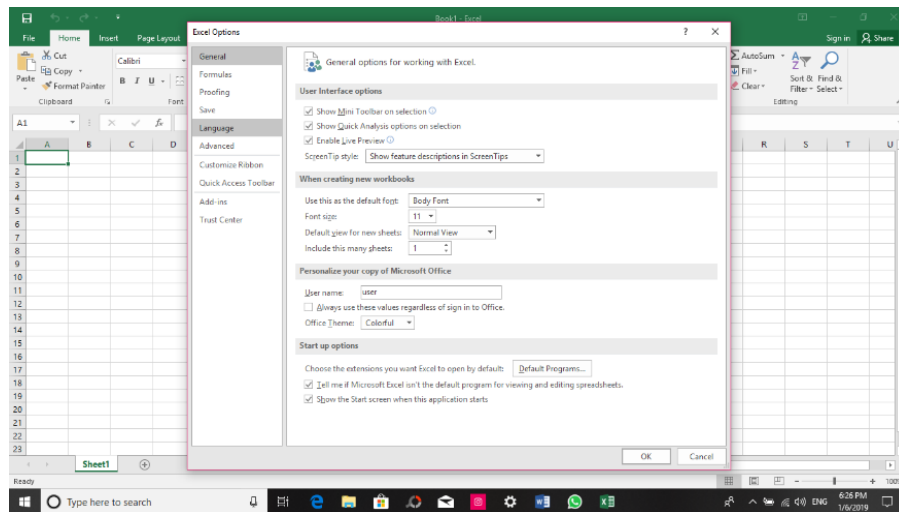 Book1 - Excel
File Home Insert Page Layout
Sign in Share
Cut
Copy
Format Painter
Paste
Clipboard
Calibri
B I U
Font
AutoSum
Fill
Clear
Sort & Find &
Filter Select
Editing
A1
fx
A B C D R S T U
1
2
3
4
5
6
7
8
9
10
11
12
13
14
15
16
17
18
19
20
21
22
23
Excel Options
? ×
General
Formulas
Proofing
Save
Language
Advanced
Customize Ribbon
Quick Access Toolbar
Add-ins
Trust Center
General options for working with Excel.
User Interface options
Show Mini Toolbar on selection
Show Quick Analysis options on selection
Enable Live Preview
ScreenTip style: Show feature descriptions in ScreenTips
When creating new workbooks
Use this as the default font: Body Font
Font size: 11
Default view for new sheets: Normal View
Include this many sheets: 1
Personalize your copy of Microsoft Office
User name: user
Always use these values regardless of sign in to Office.
Office Theme: Colorful
Start up options
Choose the extensions you want Excel to open by default: Default Programs...
Tell me if Microsoft Excel isn't the default program for viewing and editing spreadsheets.
Show the Start screen when this application starts
OK Cancel
Sheet1
Ready
Type here to search
ENG
6:26 PM
1/6/2019